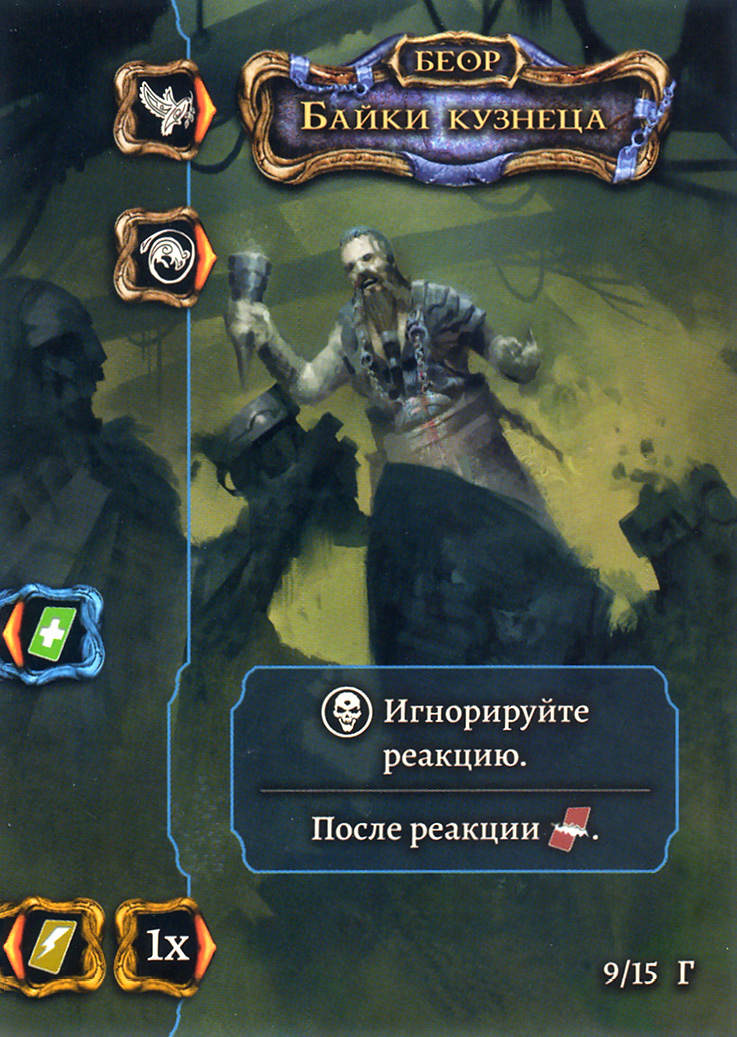 БЕОР
Байки кузнеца
Игнорируйте
реакцию.
После реакции .
1x
9/15 Г